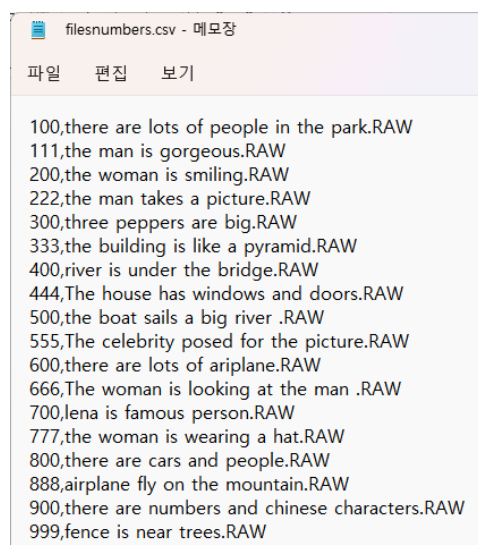 filesnumbers.csv - 메모장
파일 편집 보기
100,there are lots of people in the park.RAW
111,the man is gorgeous.RAW
200,the woman is smiling.RAW
222,the man takes a picture.RAW
300,three peppers are big.RAW
333,the building is like a pyramid.RAW
400,river is under the bridge.RAW
444,The house has windows and doors.RAW
500,the boat sails a big river .RAW
555,The celebrity posed for the picture.RAW
600,there are lots of ariplane.RAW
666,The woman is looking at the man .RAW
700,lena is famous person.RAW
777,the woman is wearing a hat.RAW
800,there are cars and people.RAW
888,airplane fly on the mountain.RAW
900,there are numbers and chinese characters.RAW
999,fence is near trees.RAW